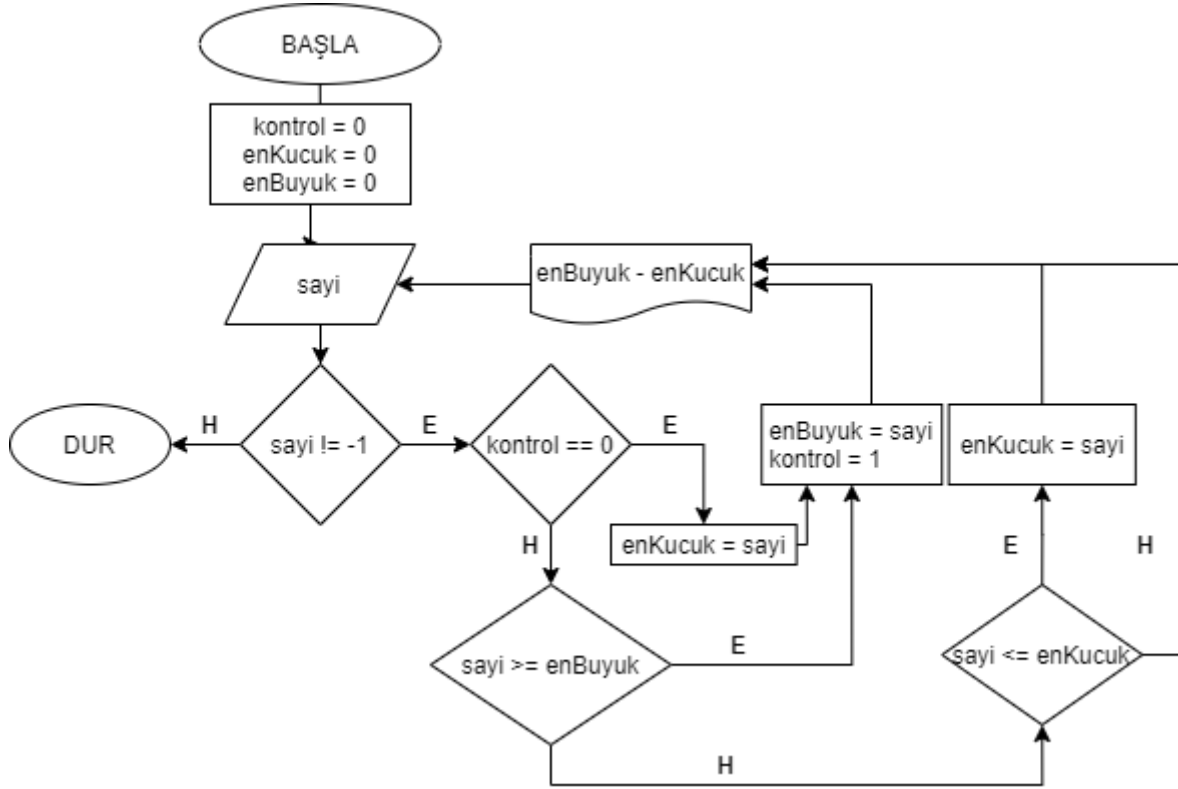 BAŞLA
kontrol = 0
enKucuk = 0
enBuyuk = 0
sayi
enBuyuk - enKucuk
DUR
H
sayi != -1
E
kontrol == 0
E
enBuyuk = sayi
kontrol = 1
enKucuk = sayi
H
enKucuk = sayi
E
H
sayi >= enBuyuk
E
sayi <= enKucuk
H